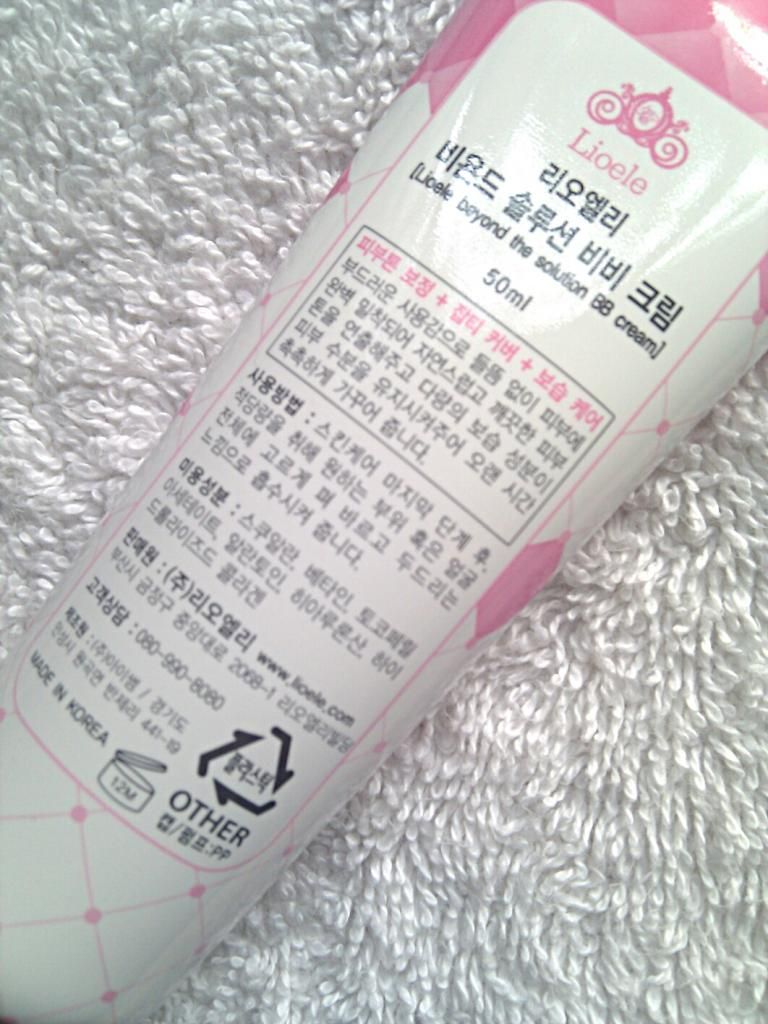 Lioele
리오엘리
비욘드 솔루션 비비 크림
[Lioele beyond the solution BB cream]
50ml
피부톤 보정 + 잡티 커버 + 보습 케어
부드러운 사용감으로 들뜸 없이 피부에
완벽 밀착되어 자연스럽고 깨끗한 피부
톤을 연출해주고 다량의 보습 성분이
피부 수분을 유지시켜주어 오랜 시간
촉촉하게 가꾸어 줍니다.
사용방법 : 스킨케어 마지막 단계 후,
적당량을 취해 원하는 부위 혹은 얼굴
전체에 고르게 펴 바르고 두드리는
느낌으로 흡수시켜 줍니다.
미용성분 : 스쿠알란, 베타인, 토코페릴
아세테이트, 알란토인, 히아루론산, 하이
드롤라이즈드 콜라겐
판매원 : (주)리오엘리 www.lioele.com
부산시 금정구 중앙대로 2068-1 리오엘리빌딩
고객상담 : 080-990-8080
제조원 : (주)아이썸 / 경기도
안성시 원곡면 반제리 441-19
MADE IN KOREA
12M
플라스틱
OTHER
캡/펌프:PP